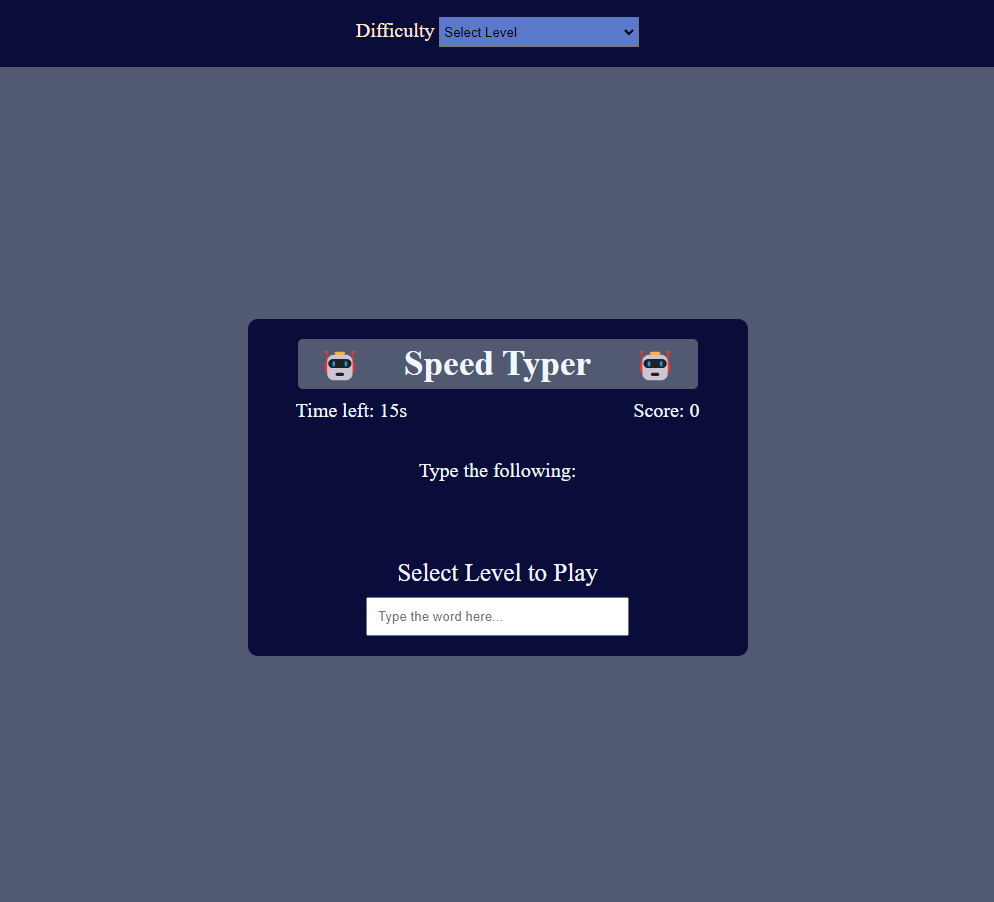 Difficulty Select Level
Speed Typer
Time left: 15s Score: 0
Type the following:
Select Level to Play
Type the word here...